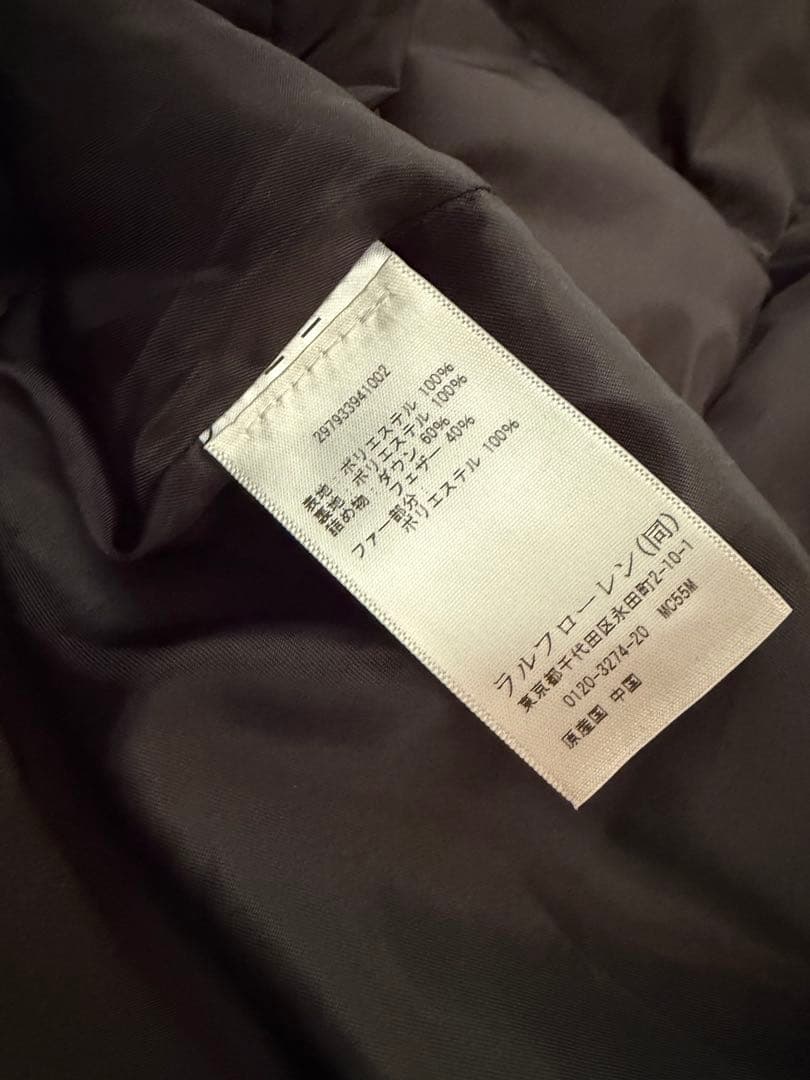 297933941002
表地 ポリエステル 100%
裏地 ポリエステル 100%
詰め物 ダウン 60%
フェザー 40%
ファー部分
ポリエステル 100%
ラルフローレン(同)
東京都千代田区永田町2-10-1
0120-3274-20 MC55M
原産国 中国